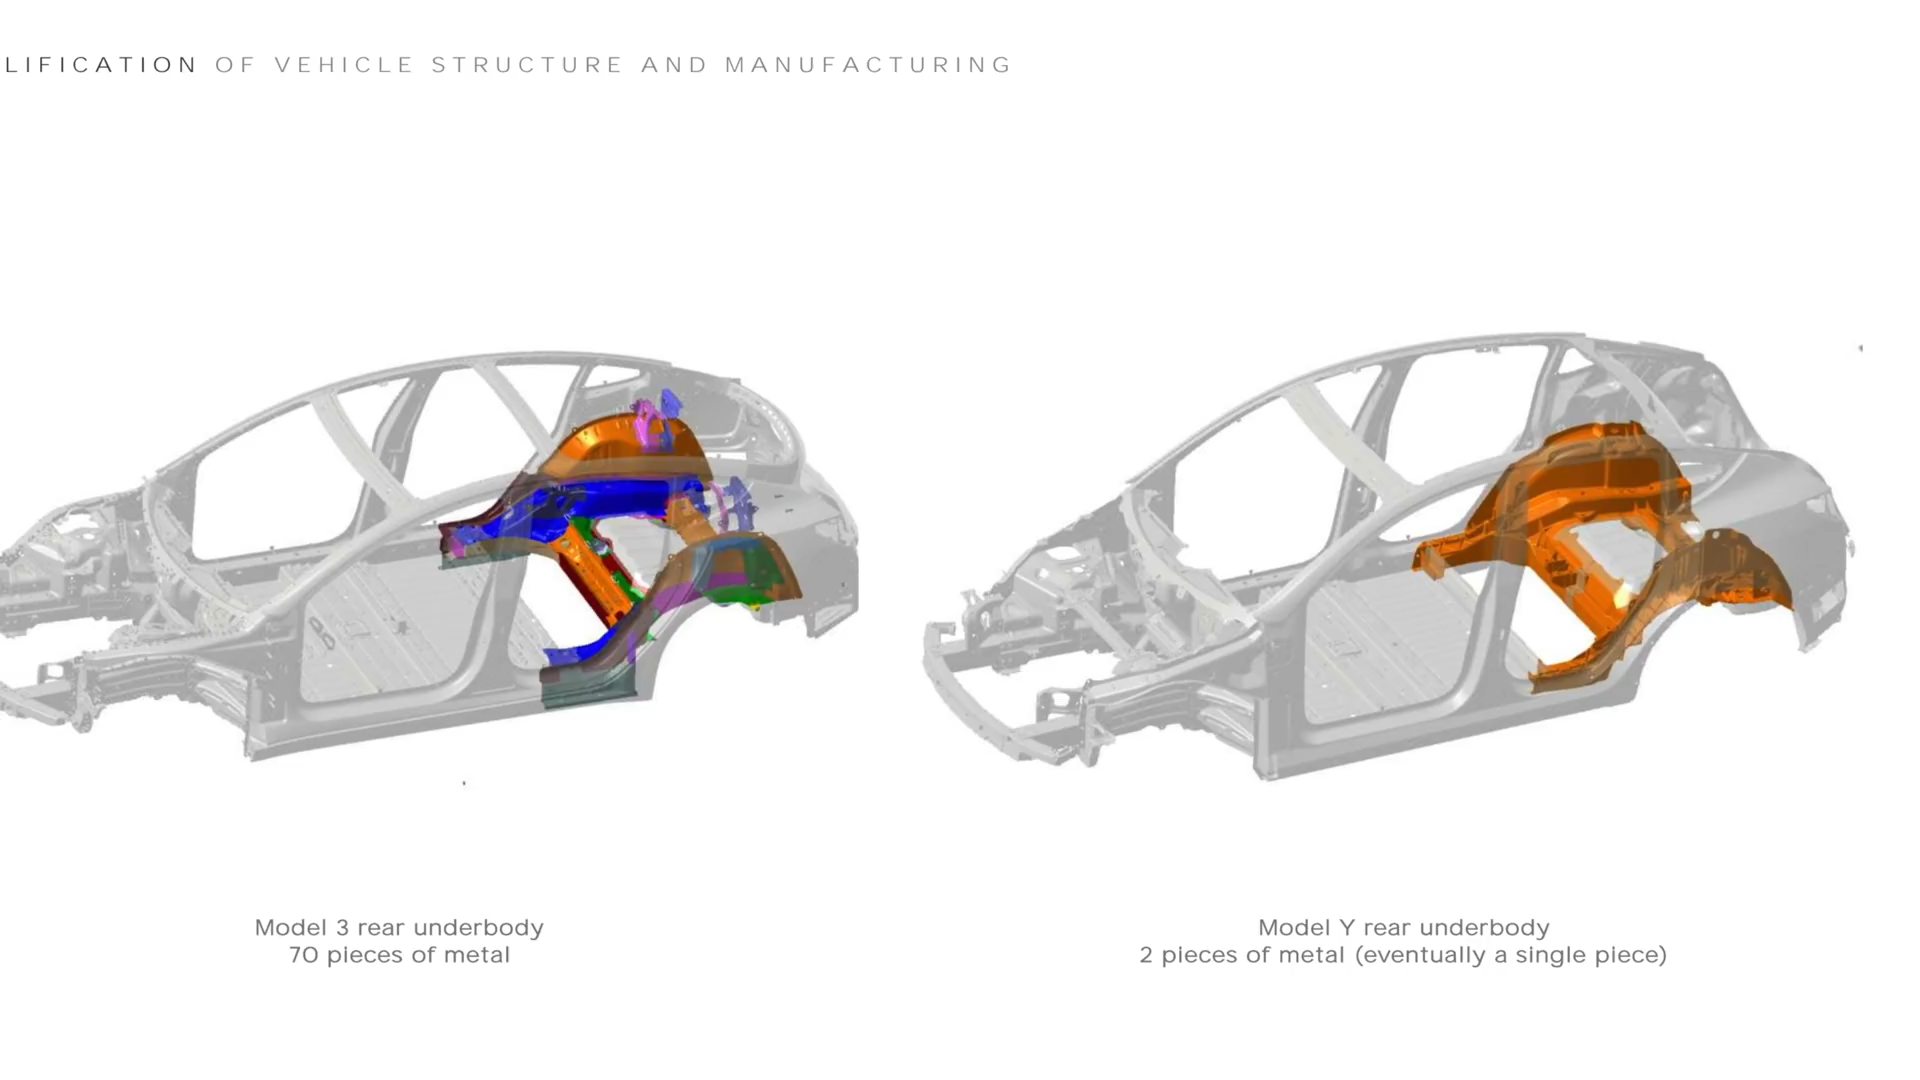 LIFICATION OF VEHICLE STRUCTURE AND MANUFACTURING
Model 3 rear underbody
70 pieces of metal
Model Y rear underbody
2 pieces of metal (eventually a single piece)